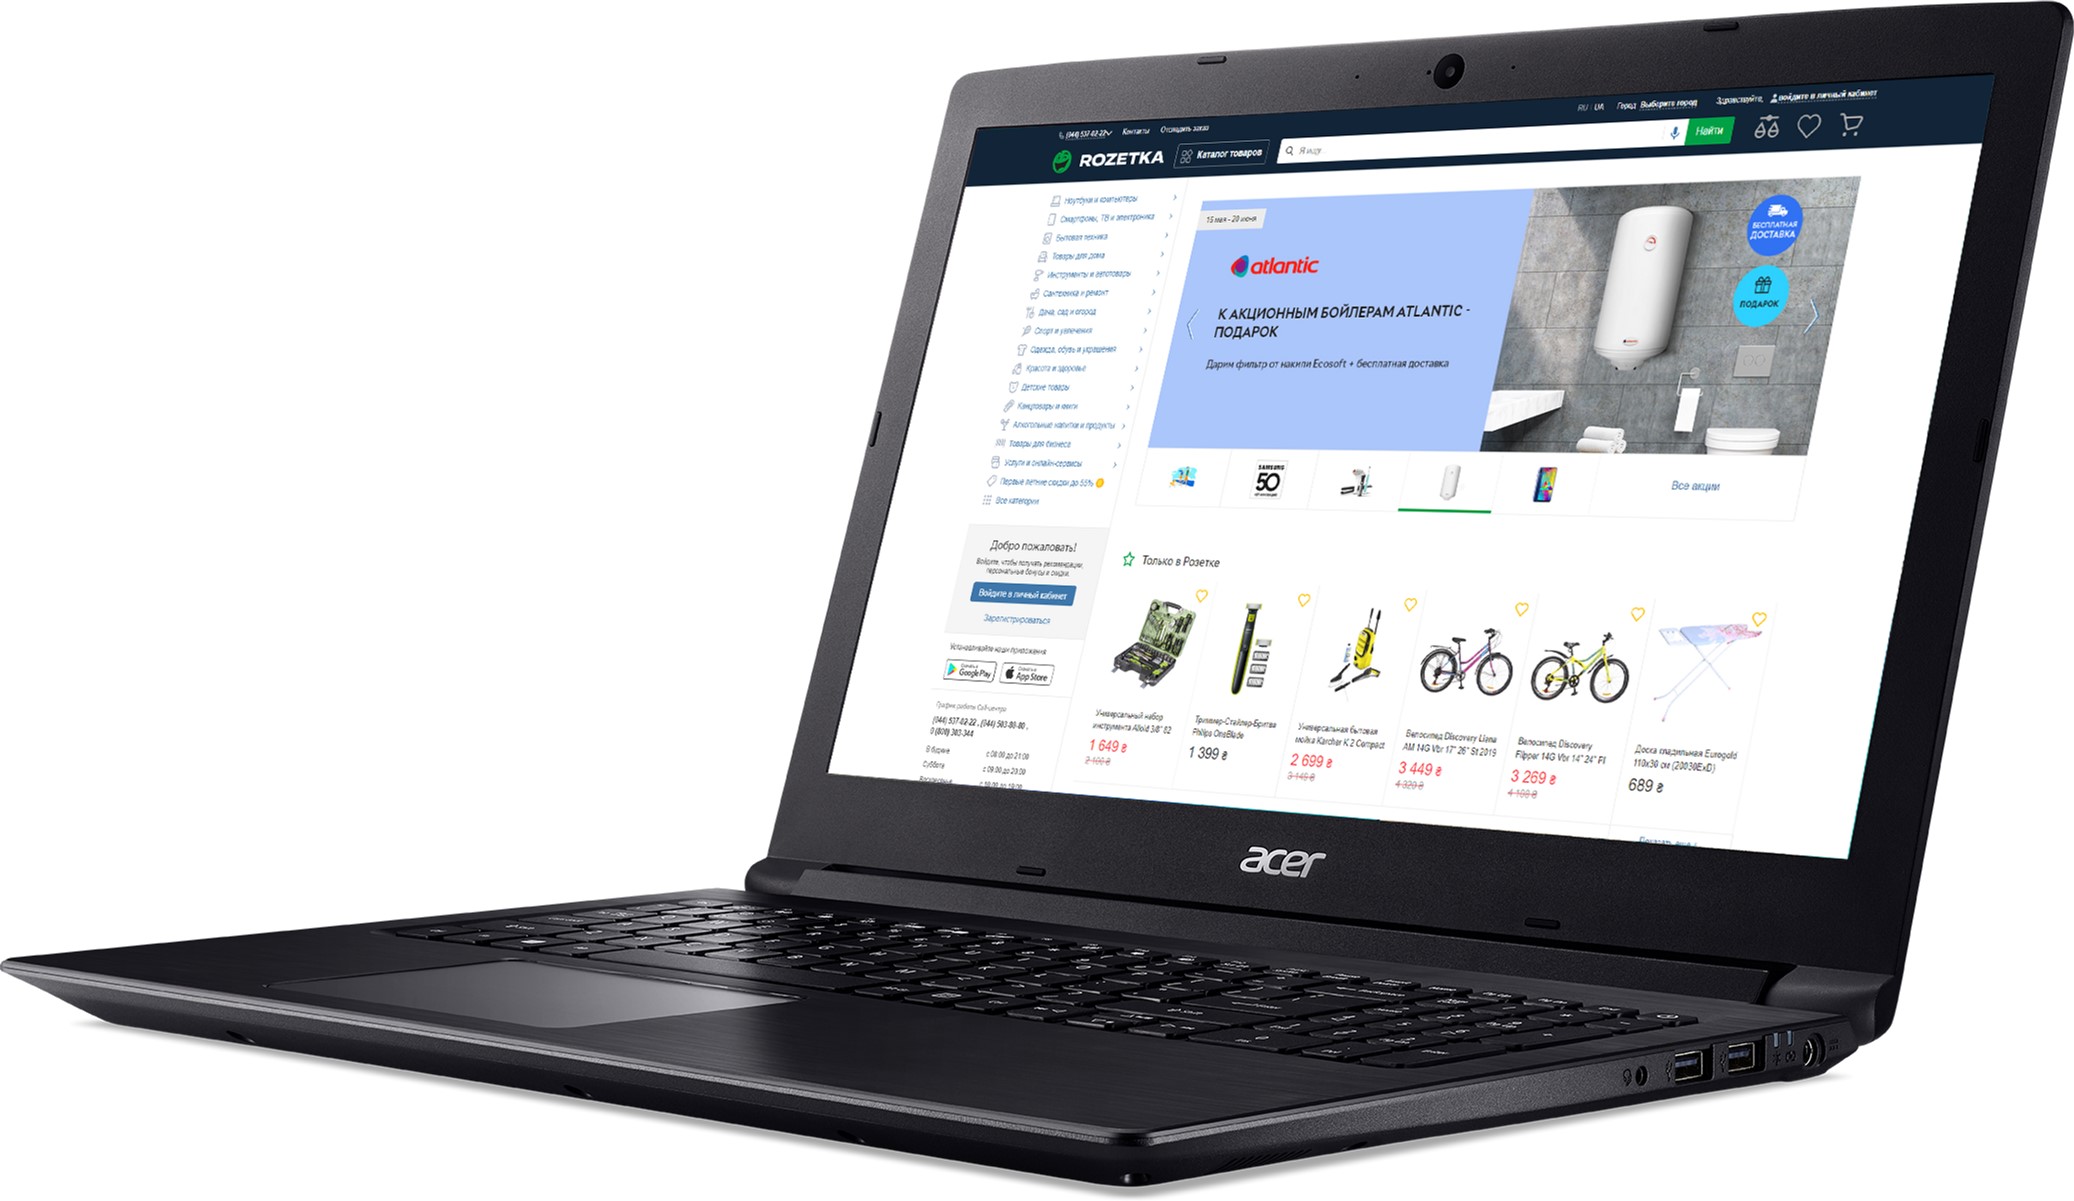 (044) 537-02-22
Контакты
Отследить заказ
RU | UA
Город Выберите город
Здравствуйте, войдите в личный кабинет
ROZETKA
Каталог товаров
Я ищу...
Найти
Ноутбуки и компьютеры
Смартфоны, ТВ и электроника
Бытовая техника
Товары для дома
Инструменты и автотовары
Сантехника и ремонт
Дача, сад и огород
Спорт и увлечения
Одежда, обувь и украшения
Красота и здоровье
Детские товары
Канцтовары и книги
Алкогольные напитки и продукты
Товары для бизнеса
Услуги и онлайн-сервисы
Первые летние скидки до 55%
Все категории
15 мая - 20 июня
atlantic
К АКЦИОННЫМ БОЙЛЕРАМ ATLANTIC -
ПОДАРОК
Дарим фильтр от накипи Ecosoft + бесплатная доставка
БЕСПЛАТНАЯ
ДОСТАВКА
ПОДАРОК
SAMSUNG
50
Все акции
Добро пожаловать!
Войдите, чтобы получать рекомендации,
персональные бонусы и скидки.
Войдите в личный кабинет
Зарегистрироваться
Устанавливайте наши приложения
Google Play
App Store
График работы Call-центра
(044) 537-02-22 , (044) 503-80-80 ,
0 (800) 303-344
В будние
с 08:00 до 21:00
Суббота
с 09:00 до 20:00
Воскресенье
Только в Розетке
Универсальный набор
инструмента Alloid 3/8" 82
1 649 ₴
2 100 ₴
Триммер-Стайлер-Бритва
Philips OneBlade
1 399 ₴
Универсальная бытовая
мойка Karcher K 2 Compact
2 699 ₴
3 149 ₴
Велосипед Discovery Liana
AM 14G Vbr 17" 26" St 2019
3 449 ₴
4 320 ₴
Велосипед Discovery
Flipper 14G Vbr 14" 24" Pl
3 269 ₴
4 100 ₴
Доска гладильная Eurogold
110х30 см (20030ExD)
689 ₴
acer